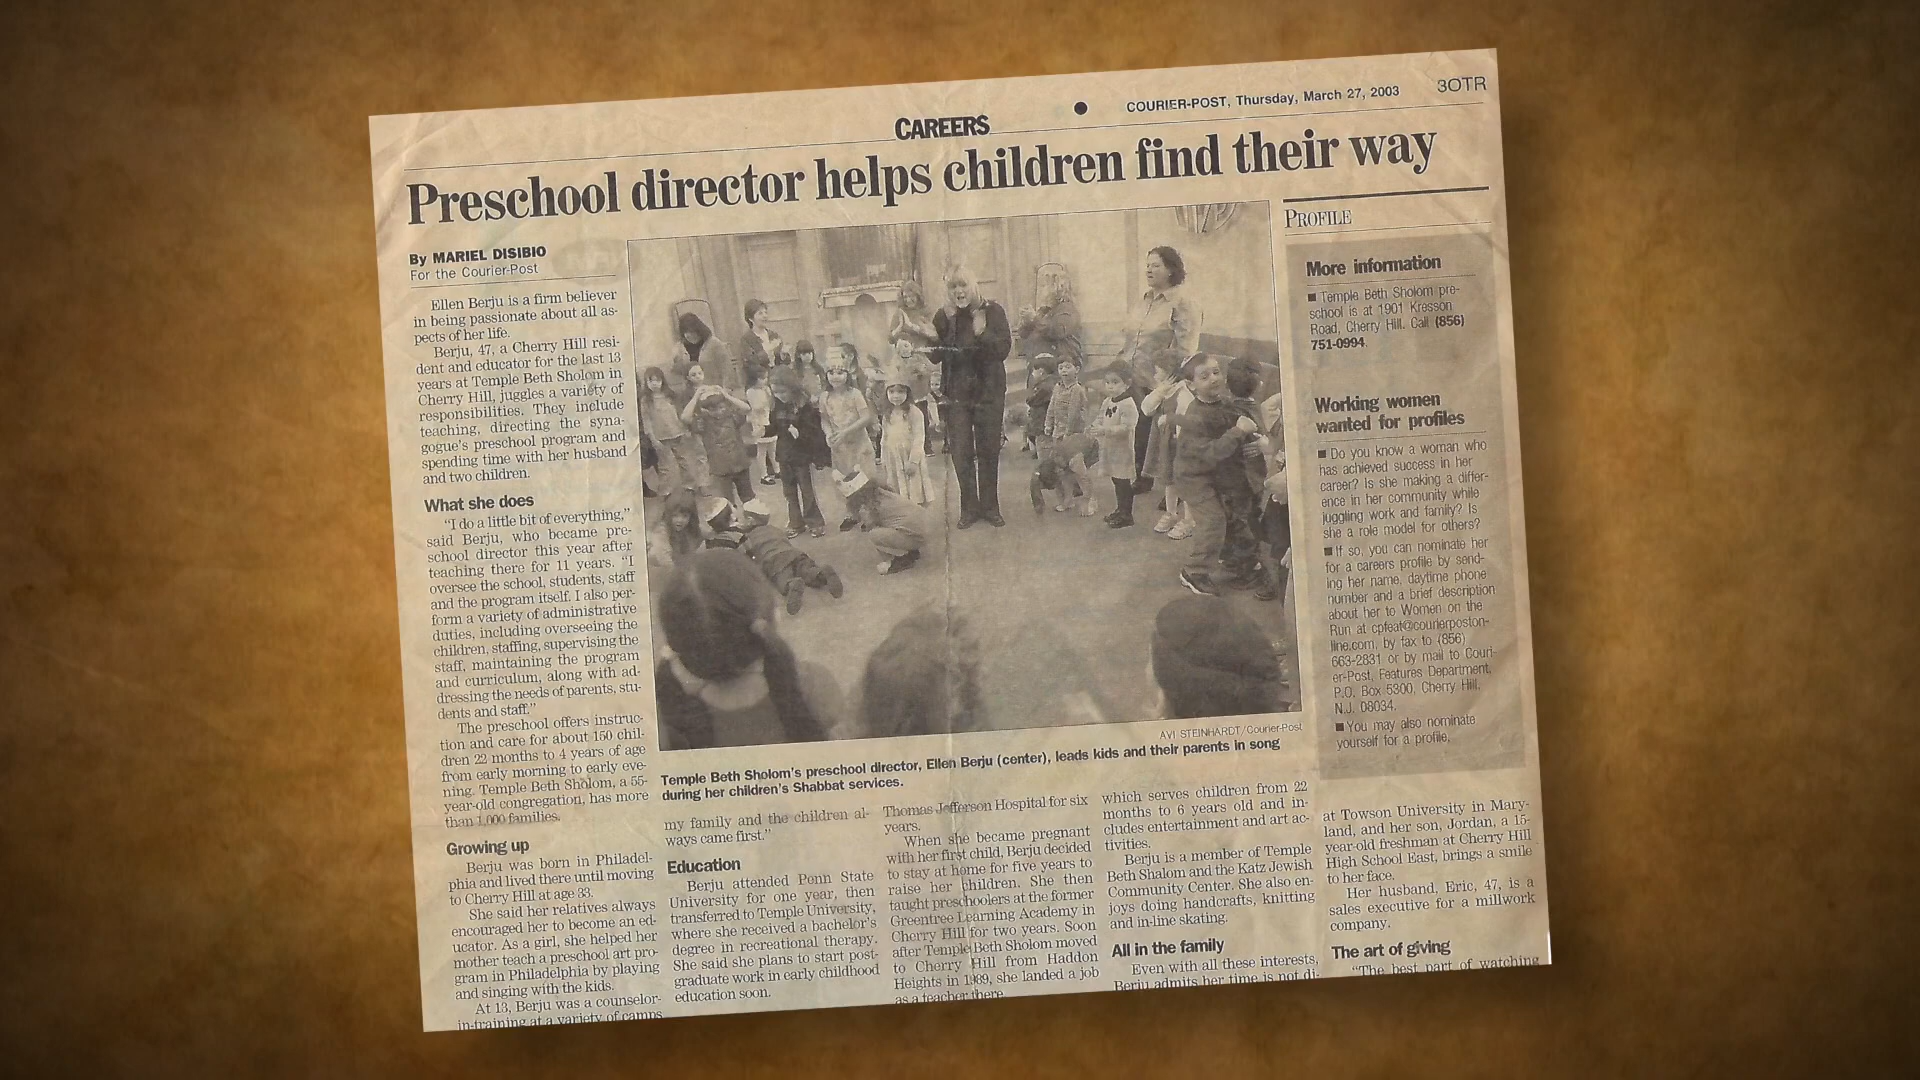 CAREERS
COURIER-POST, Thursday, March 27, 2003
3OTR
Preschool director helps children find their way
By MARIEL DISIBIO
For the Courier-Post
Ellen Berju is a firm believer
in being passionate about all as-
pects of her life.
Berju, 47, a Cherry Hill resi-
dent and educator for the last 13
years at Temple Beth Sholom in
Cherry Hill, juggles a variety of
responsibilities. They include
teaching, directing the syna-
gogue's preschool program and
spending time with her husband
and two children.
What she does
"I do a little bit of everything,"
said Berju, who became pre-
school director this year after
teaching there for 11 years. "I
oversee the school, students, staff
and the program itself. I also per-
form a variety of administrative
duties, including overseeing the
children, staffing, supervising the
staff, maintaining the program
and curriculum, along with ad-
dressing the needs of parents, stu-
dents and staff."
The preschool offers instruc-
tion and care for about 150 chil-
dren 22 months to 4 years of age
from early morning to early eve-
ning. Temple Beth Sholom, a 55-
year-old congregation, has more
than 1,000 families.
Growing up
Berju was born in Philadel-
phia and lived there until moving
to Cherry Hill at age 33.
She said her relatives always
encouraged her to become an ed-
ucator. As a girl, she helped her
mother teach a preschool art pro-
gram in Philadelphia by playing
and singing with the kids.
At 13, Berju was a counselor-
in-training at a variety of camps
AVI STEINHARDT/Courier-Post
Temple Beth Sholom's preschool director, Ellen Berju (center), leads kids and their parents in song
during her children's Shabbat services.
my family and the children al-
ways came first."
Education
Berju attended Penn State
University for one year, then
transferred to Temple University,
where she received a bachelor's
degree in recreational therapy.
She said she plans to start post-
graduate work in early childhood
education soon.
Thomas Jefferson Hospital for six
years.
When she became pregnant
with her first child, Berju decided
to stay at home for five years to
raise her children. She then
taught preschoolers at the former
Greentree Learning Academy in
Cherry Hill for two years. Soon
after Temple Beth Sholom moved
to Cherry Hill from Haddon
Heights in 1989, she landed a job
as a teacher there
which serves children from 22
months to 6 years old and in-
cludes entertainment and art ac-
tivities.
Berju is a member of Temple
Beth Shalom and the Katz Jewish
Community Center. She also en-
joys doing handcrafts, knitting
and in-line skating.
All in the family
Even with all these interests,
Berju admits her time is not di-
at Towson University in Mary-
land, and her son, Jordan, a 15-
year-old freshman at Cherry Hill
High School East, brings a smile
to her face.
Her husband, Eric, 47, is a
sales executive for a millwork
company.
The art of giving
"The best part of watching
PROFILE
More information
■ Temple Beth Sholom pre-
school is at 1901 Kresson
Road, Cherry Hill. Call (856)
751-0994.
Working women
wanted for profiles
■ Do you know a woman who
has achieved success in her
career? Is she making a differ-
ence in her community while
juggling work and family? Is
she a role model for others?
■ If so, you can nominate her
for a careers profile by send-
ing her name, daytime phone
number and a brief description
about her to Women on the
Run at cpfeat@courierposton-
line.com, by fax to (856)
663-2831 or by mail to Couri-
er-Post, Features Department,
P.O. Box 5300, Cherry Hill,
N.J. 08034.
■ You may also nominate
yourself for a profile.